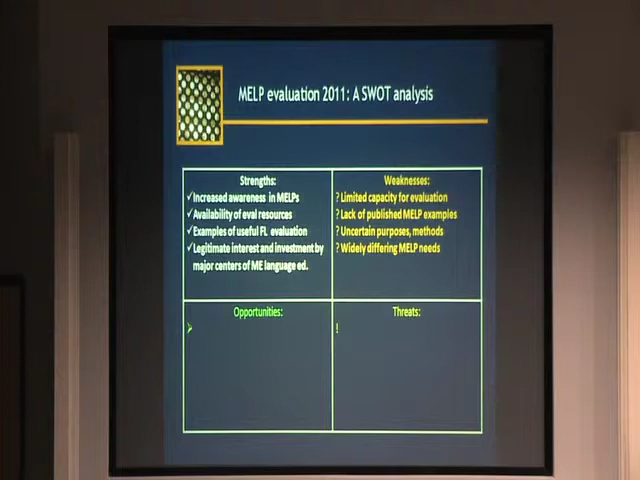 MELP evaluation 2011: A SWOT analysis
Strengths:
✓Increased awareness in MELPs
✓Availability of eval resources
✓Examples of useful FL evaluation
✓Legitimate interest and investment by
major centers of ME language ed.
Weaknesses:
? Limited capacity for evaluation
? Lack of published MELP examples
? Uncertain purposes, methods
? Widely differing MELP needs
Opportunities:
➢
Threats:
!